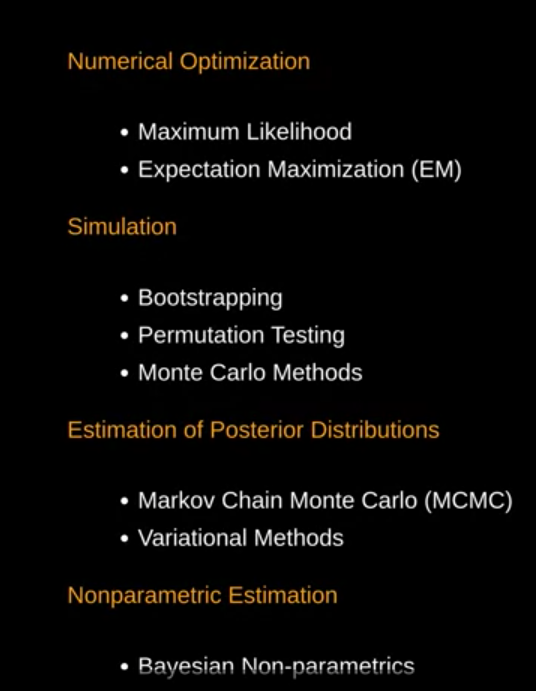 Numerical Optimization
• Maximum Likelihood
• Expectation Maximization (EM)
Simulation
• Bootstrapping
• Permutation Testing
• Monte Carlo Methods
Estimation of Posterior Distributions
• Markov Chain Monte Carlo (MCMC)
• Variational Methods
Nonparametric Estimation
• Bayesian Non-parametrics